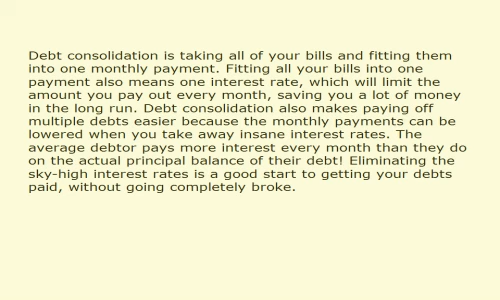 Debt consolidation is taking all of your bills and fitting them
into one monthly payment. Fitting all your bills into one
payment also means one interest rate, which will limit the
amount you pay out every month, saving you a lot of money
in the long run. Debt consolidation also makes paying off
multiple debts easier because the monthly payments can be
lowered when you take away insane interest rates. The
average debtor pays more interest every month than they do
on the actual principal balance of their debt! Eliminating the
sky-high interest rates is a good start to getting your debts
paid, without going completely broke.